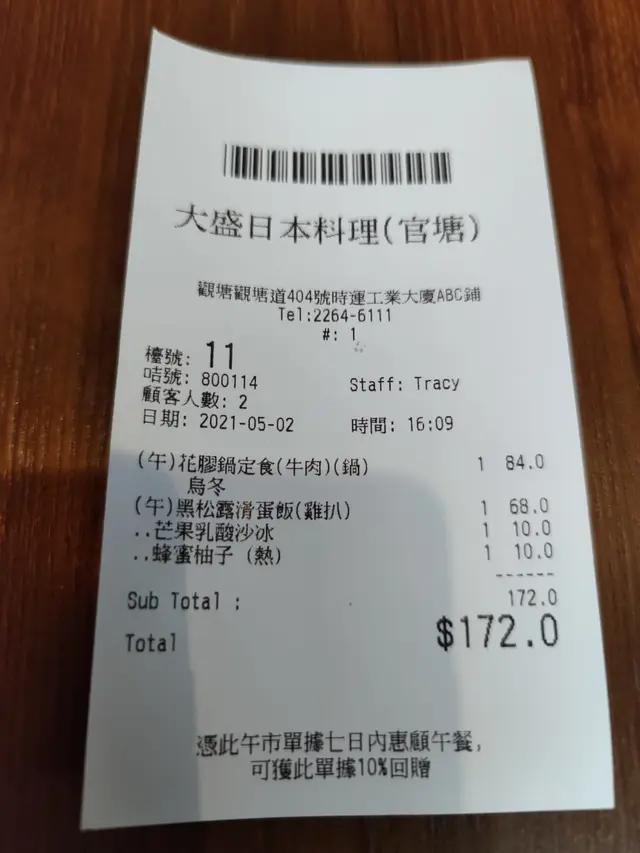 大盛日本料理(官塘)
觀塘觀塘道404號時運工業大廈ABC鋪
Tel:2264-6111
#: 1
檯號: 11
咭號: 800114 Staff: Tracy
顧客人數: 2
日期: 2021-05-02 時間: 16:09
(午)花膠鍋定食(牛肉)(鍋) 1 84.0
烏冬
(午)黑松露滑蛋飯(雞扒) 1 68.0
..芒果乳酸沙冰 1 10.0
..蜂蜜柚子 (熱) 1 10.0
------
Sub Total : 172.0
Total $172.0
憑此午市單據七日內惠顧午餐,
可獲此單據10%回贈